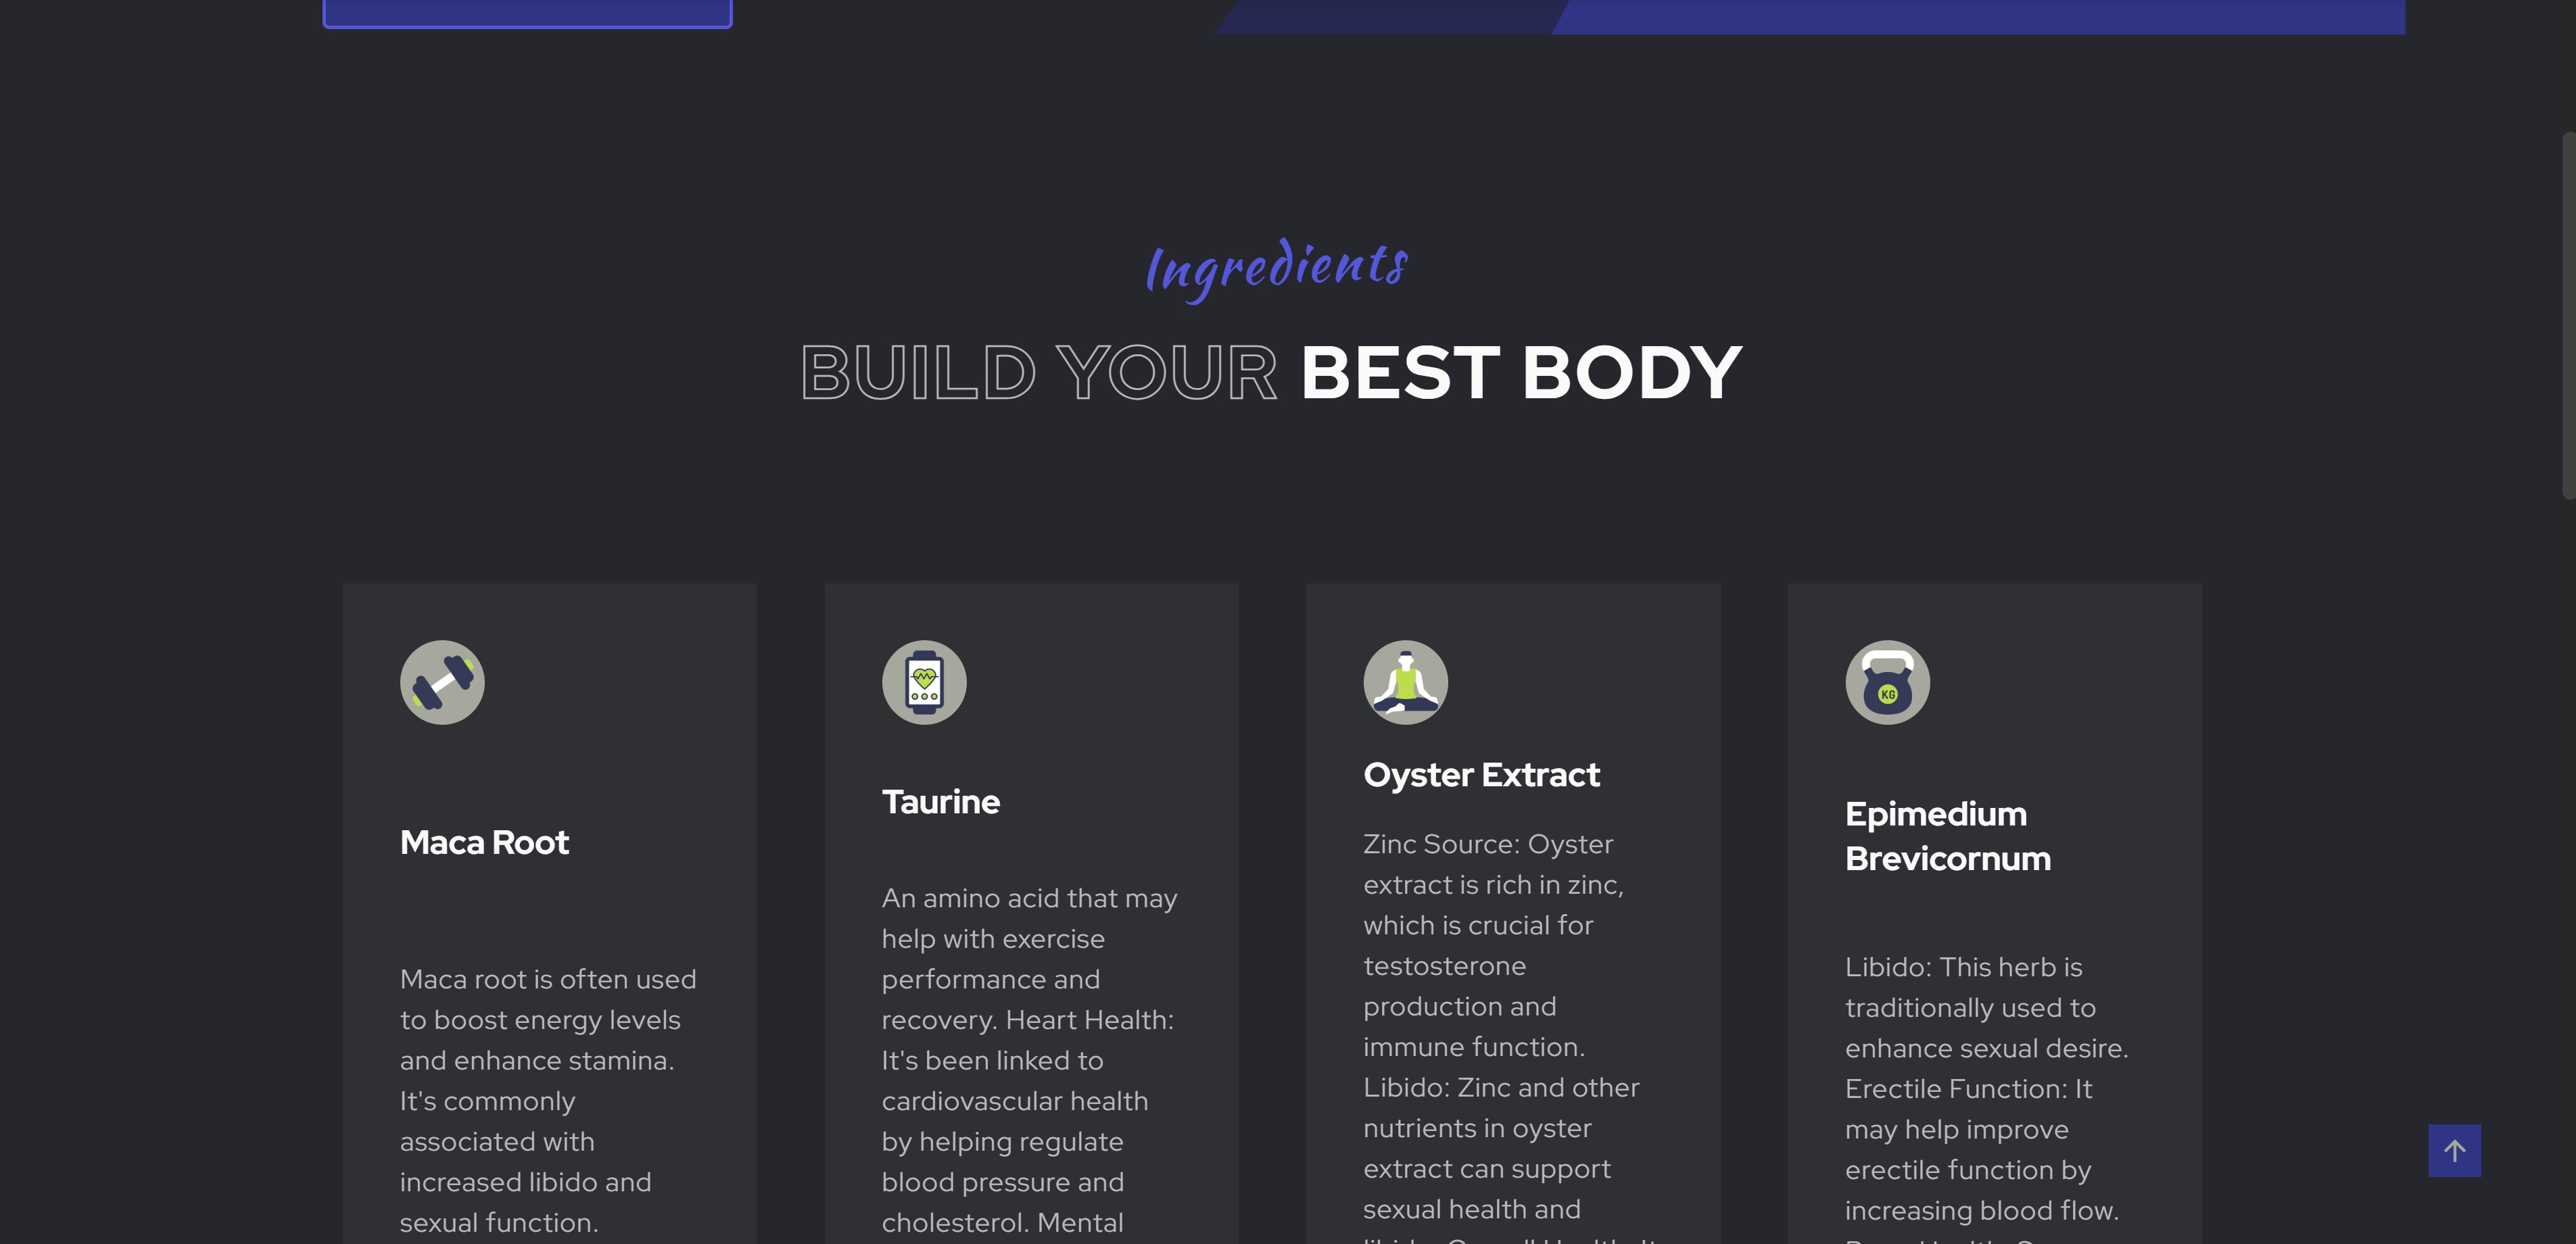 Ingredients
BUILD YOUR BEST BODY
KG
Maca Root
Maca root is often used
to boost energy levels
and enhance stamina.
It's commonly
associated with
increased libido and
sexual function.
Taurine
An amino acid that may
help with exercise
performance and
recovery. Heart Health:
It's been linked to
cardiovascular health
by helping regulate
blood pressure and
cholesterol. Mental
Oyster Extract
Zinc Source: Oyster
extract is rich in zinc,
which is crucial for
testosterone
production and
immune function.
Libido: Zinc and other
nutrients in oyster
extract can support
sexual health and
Epimedium
Brevicornum
Libido: This herb is
traditionally used to
enhance sexual desire.
Erectile Function: It
may help improve
erectile function by
increasing blood flow.